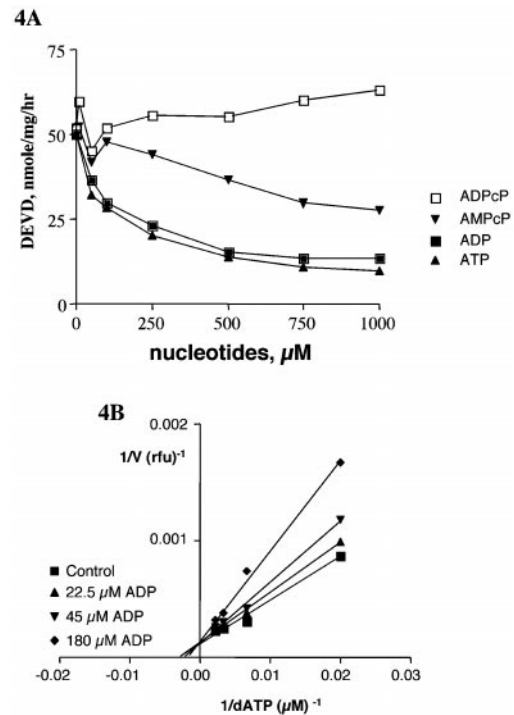 4A
75
50
25
0
DEVD, nmole/mg/hr
0 250 500 750 1000
nucleotides, µM
ADPcP
AMPcP
ADP
ATP
4B
0.002
1/V (rfu)-1
0.001
Control
22.5 µM ADP
45 µM ADP
180 µM ADP
-0.02 -0.01 0.00 0.01 0.02 0.03
1/dATP (µM) -1